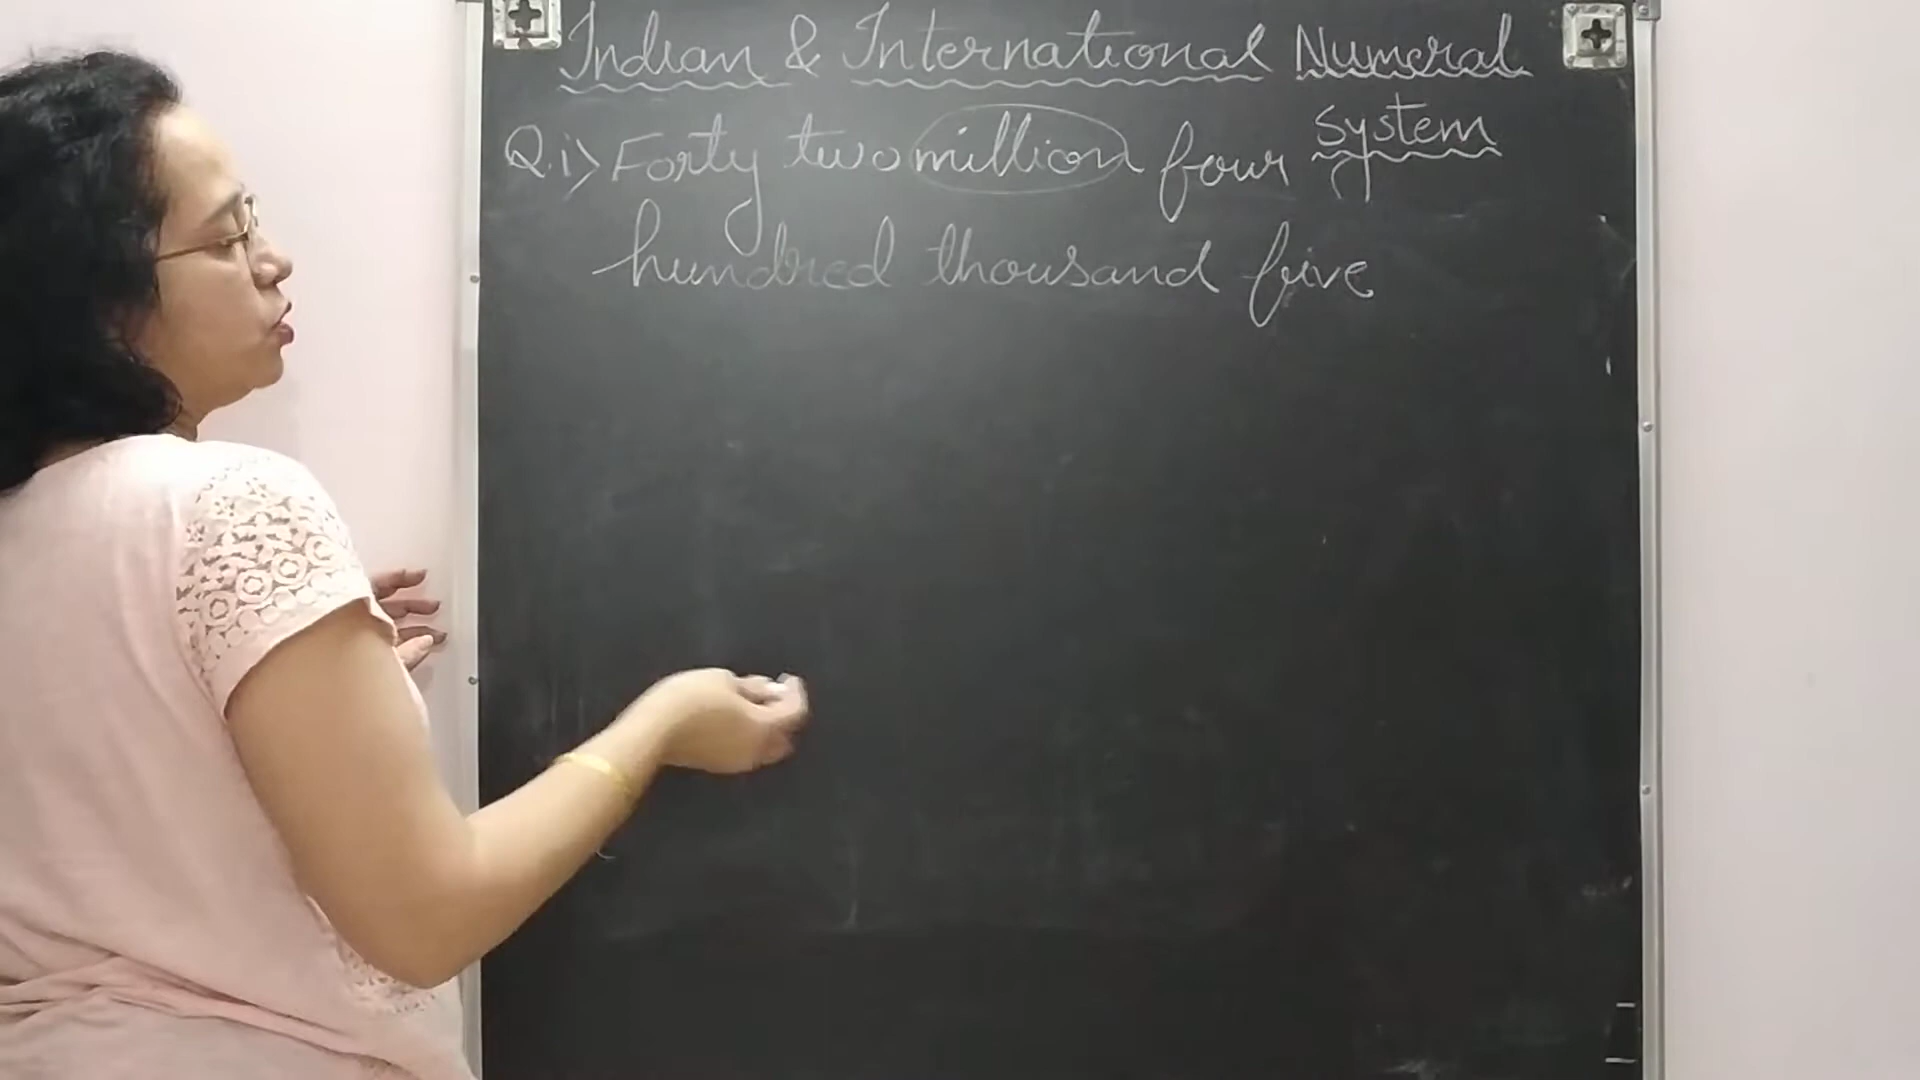 Indian & International Numeral
System
Q.i) Forty two million four
hundred thousand five